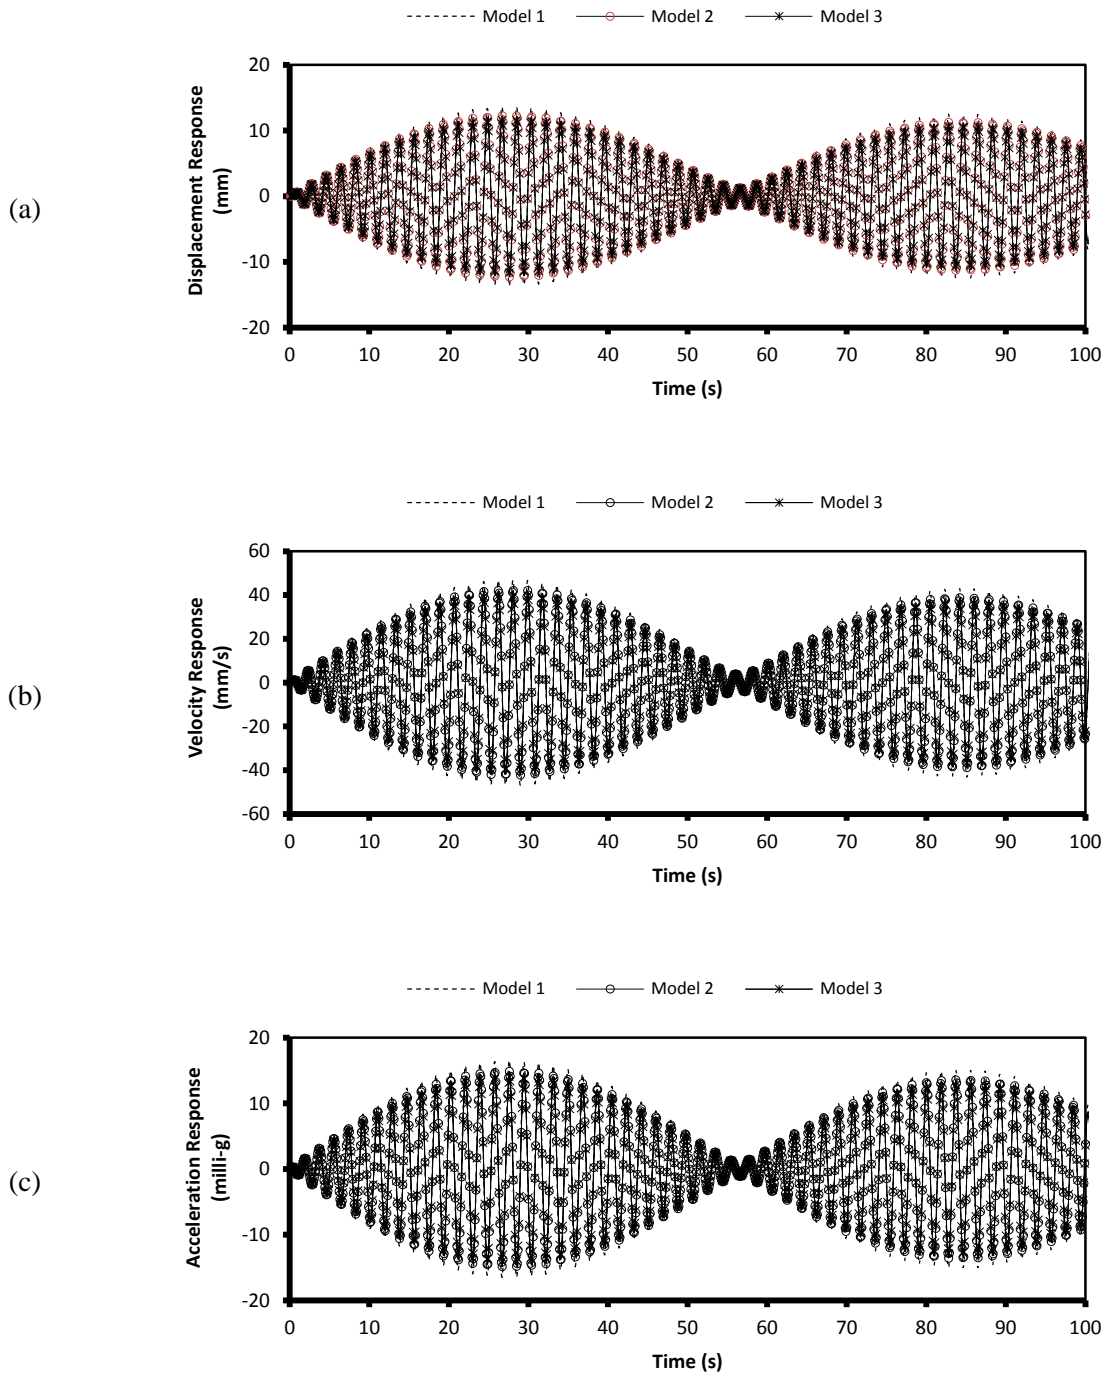 Model 1 Model 2 Model 3
20
10
0
-10
-20
Displacement Response
(mm)
(a)
0 10 20 30 40 50 60 70 80 90 100
Time (s)
Model 1 Model 2 Model 3
60
40
20
0
-20
-40
-60
Velocity Response
(mm/s)
(b)
0 10 20 30 40 50 60 70 80 90 100
Time (s)
Model 1 Model 2 Model 3
20
10
0
-10
-20
Acceleration Response
(milli-g)
(c)
0 10 20 30 40 50 60 70 80 90 100
Time (s)